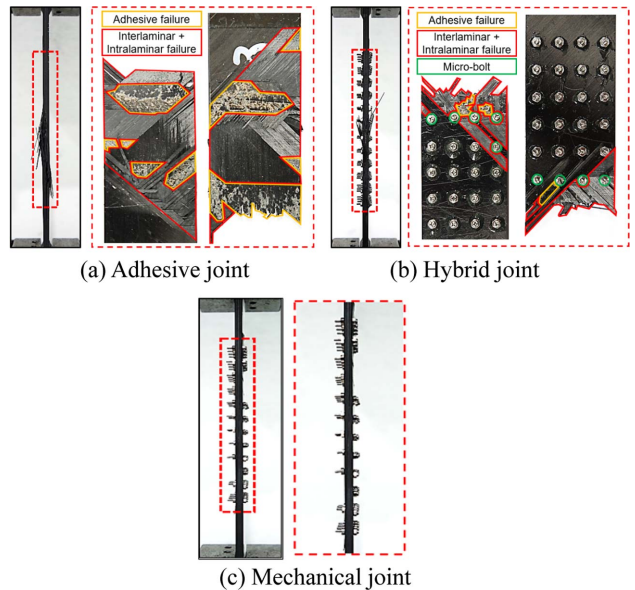 Adhesive failure
Interlaminar +
Intralaminar failure
Adhesive failure
Interlaminar +
Intralaminar failure
Micro-bolt
(a) Adhesive joint
(b) Hybrid joint
(c) Mechanical joint